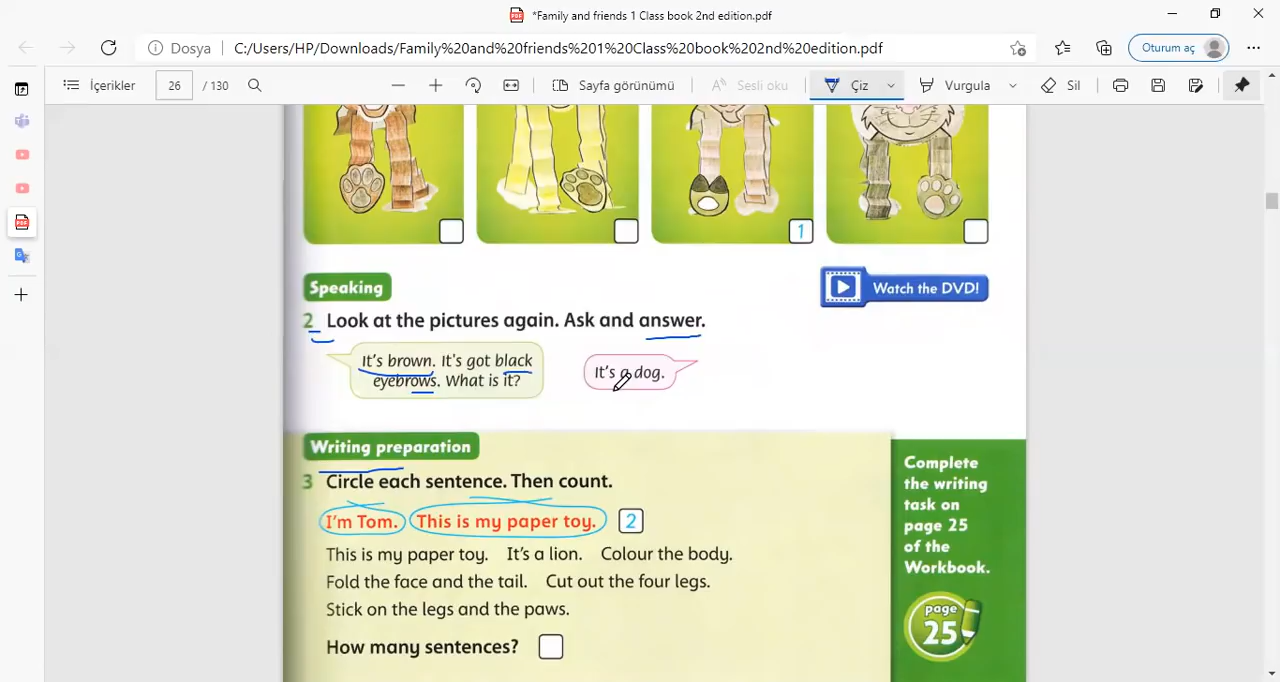 *Family and friends 1 Class book 2nd edition.pdf
Dosya C:/Users/HP/Downloads/Family%20and%20friends%201%20Class%20book%202nd%20edition.pdf Oturum aç
İçerikler 26 / 130 Sayfa görünümü Sesli oku Çiz Vurgula Sil
1
Speaking
Watch the DVD!
2 Look at the pictures again. Ask and answer.
It's brown. It's got black
eyebrows. What is it?
It's a dog.
Writing preparation
3 Circle each sentence. Then count.
I'm Tom. This is my paper toy. 2
This is my paper toy. It's a lion. Colour the body.
Fold the face and the tail. Cut out the four legs.
Stick on the legs and the paws.
How many sentences?
Complete
the writing
task on
page 25
of the
Workbook.
page
25